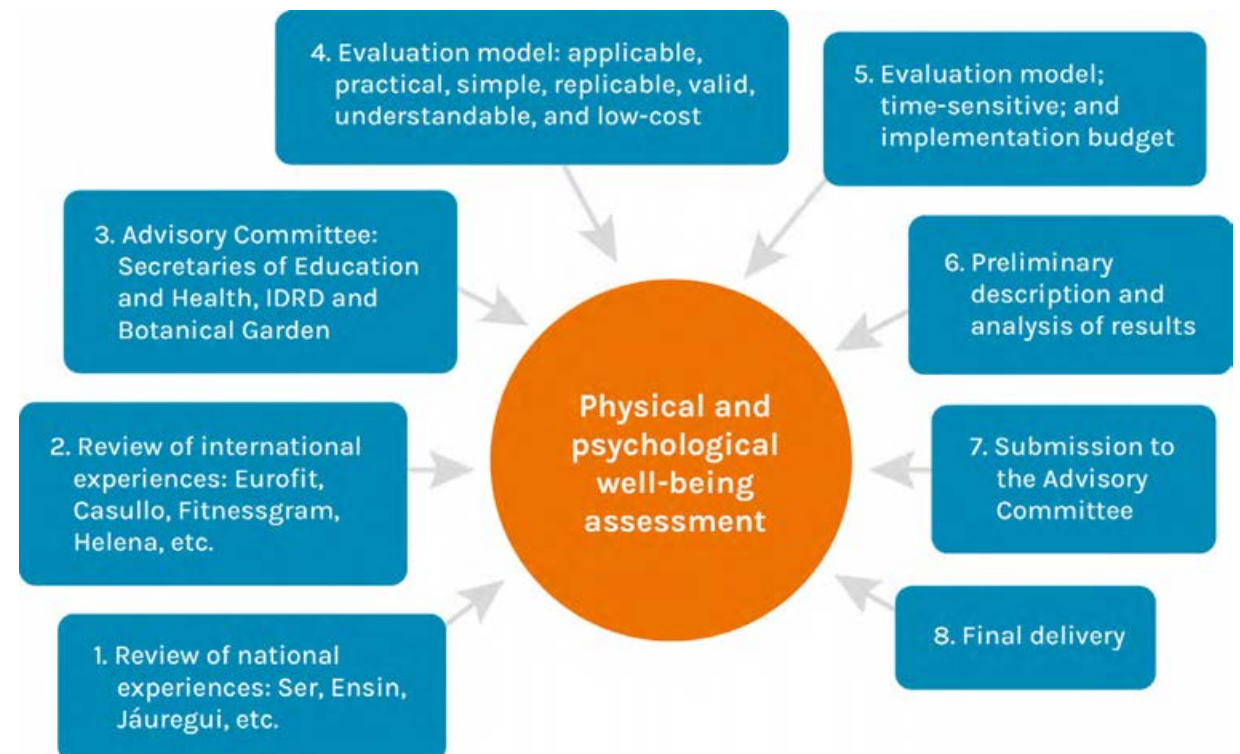 4. Evaluation model: applicable,
practical, simple, replicable, valid,
understandable, and low-cost
5. Evaluation model;
time-sensitive; and
implementation budget
3. Advisory Committee:
Secretaries of Education
and Health, IDRD and
Botanical Garden
6. Preliminary
description and
analysis of results
Physical and
psychological
well-being
assessment
2. Review of international
experiences: Eurofit,
Casullo, Fitnessgram,
Helena, etc.
7. Submission to
the Advisory
Committee
1. Review of national
experiences: Ser, Ensin,
Jáuregui, etc.
8. Final delivery